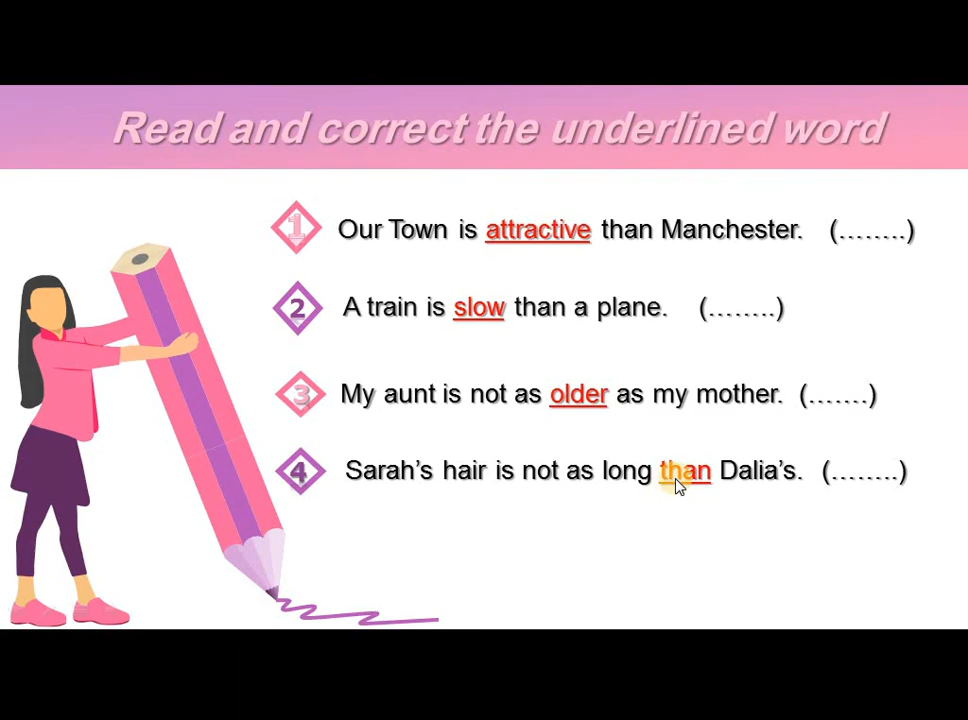 Read and correct the underlined word
1 Our Town is attractive than Manchester. (........)
2 A train is slow than a plane. (........)
3 My aunt is not as older as my mother. (.......)
4 Sarah’s hair is not as long than Dalia’s. (........)